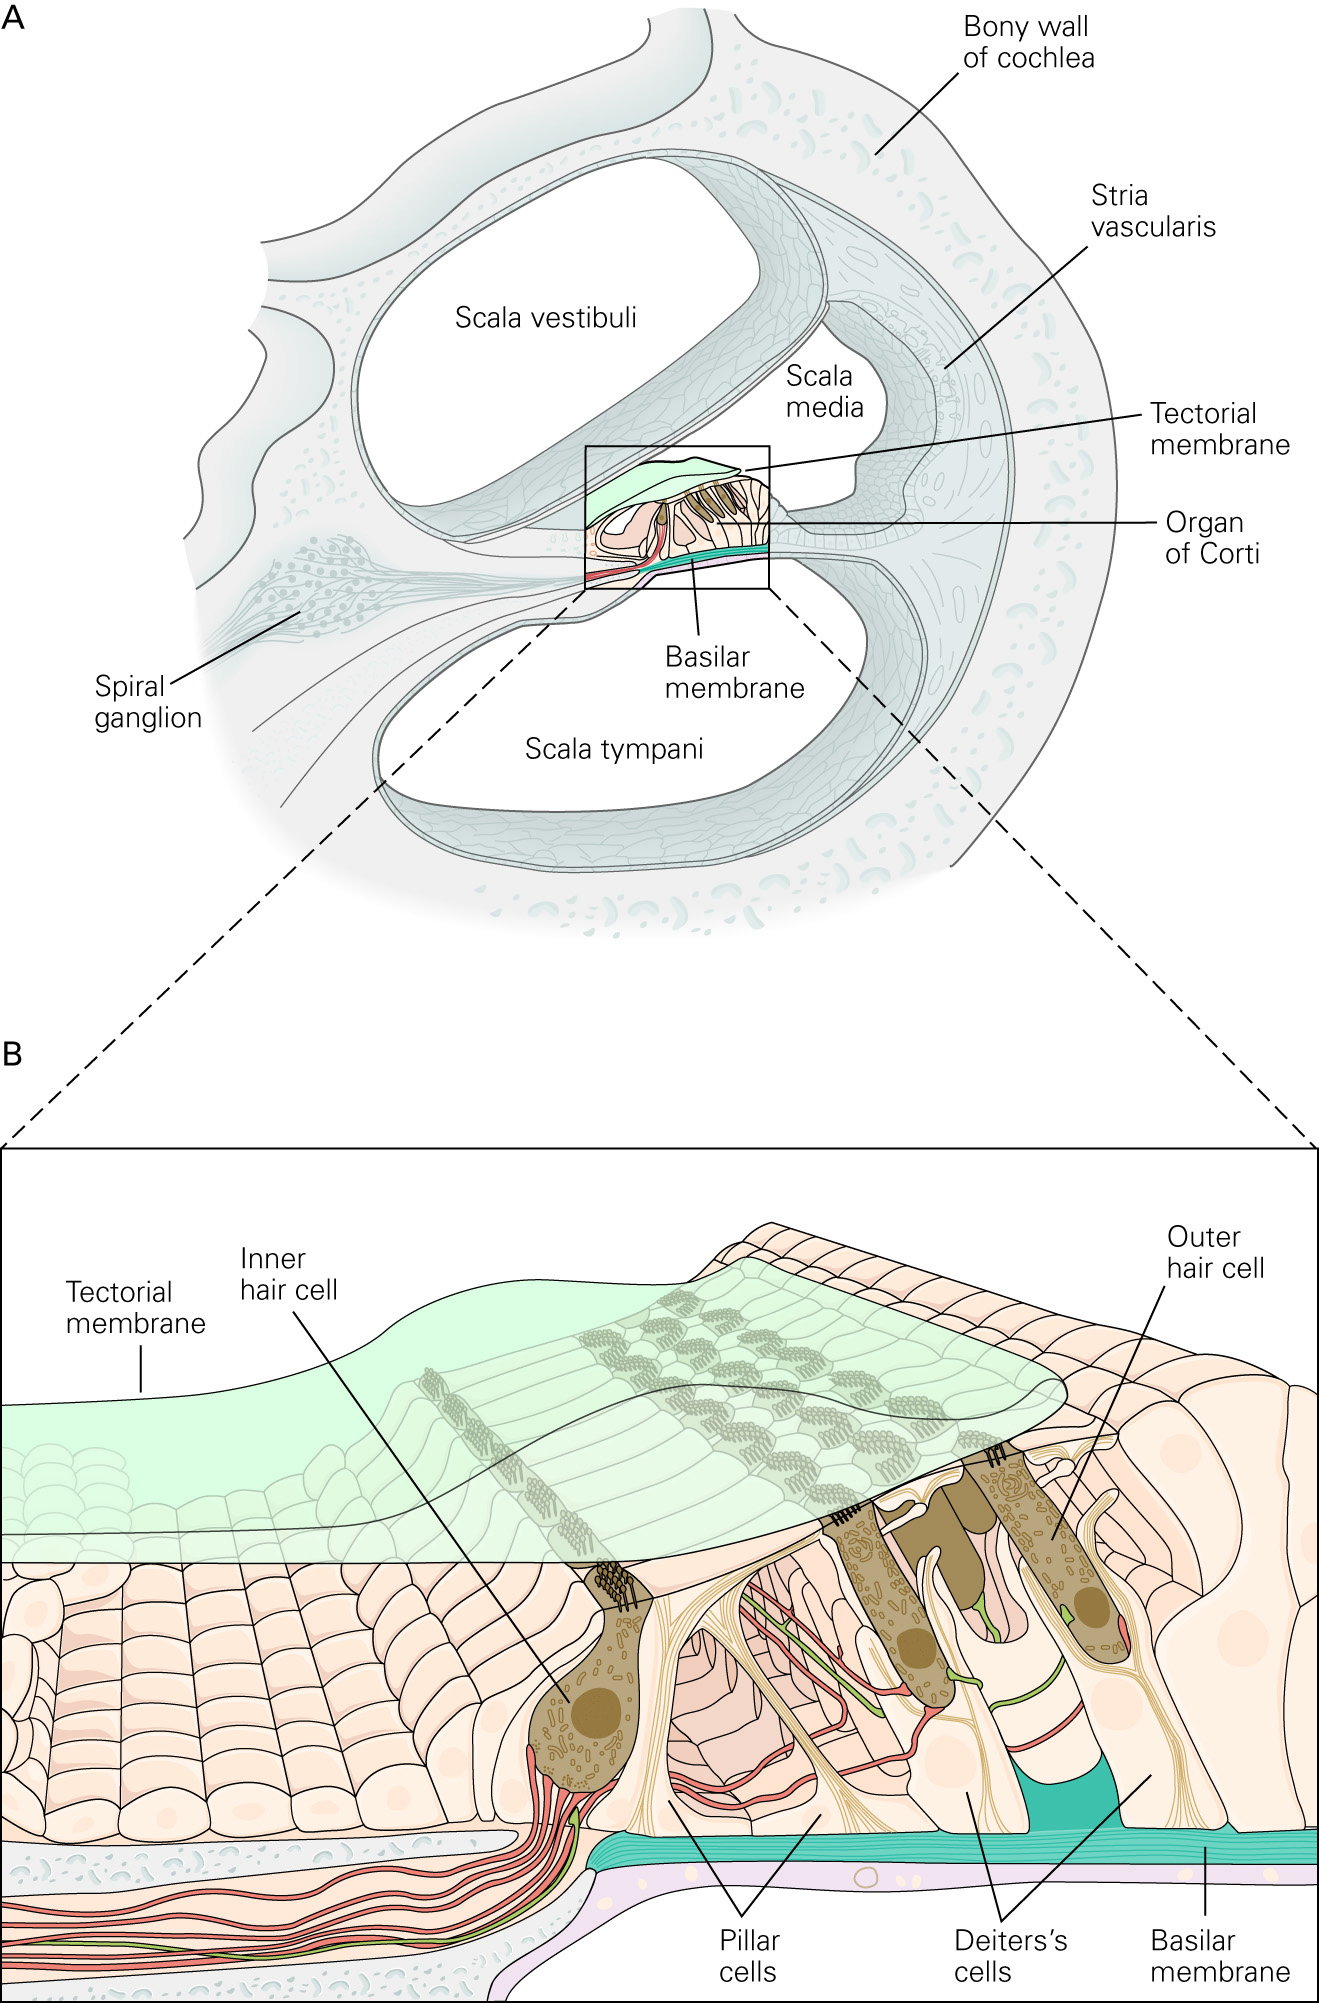 A
Bony wall
of cochlea
Stria
vascularis
Scala vestibuli
Scala
media
Tectorial
membrane
Organ
of Corti
Basilar
membrane
Spiral
ganglion
Scala tympani
B
Outer
hair cell
Inner
hair cell
Tectorial
membrane
Pillar
cells
Deiters's
cells
Basilar
membrane